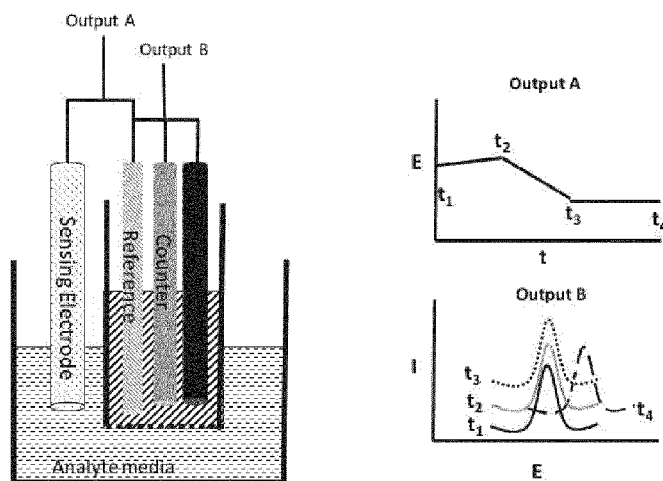 Output A
Output B
Sensing Electrode
Reference
Counter
Analyte media
Output A
E
t₁
t₂
t₃
t₄
t
Output B
I
t₃
t₂
t₁
t₄
E